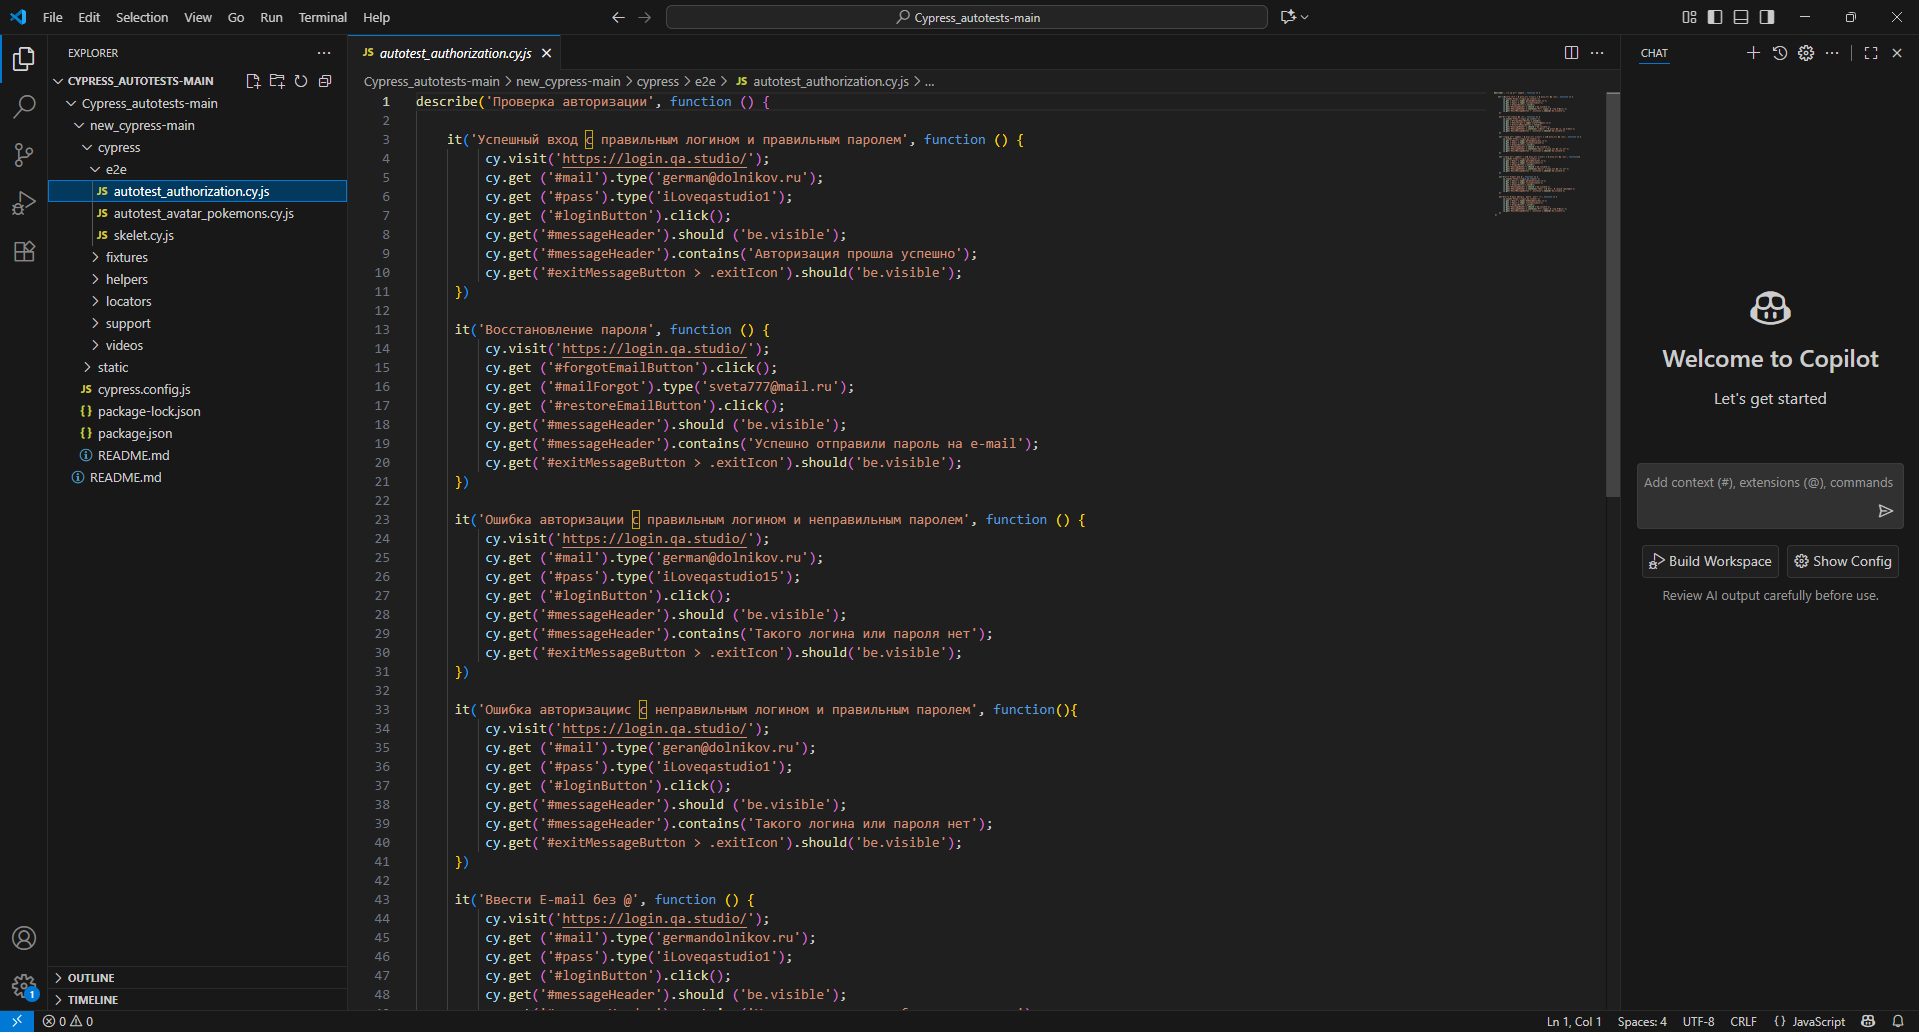 File Edit Selection View Go Run Terminal Help
Cypress_autotests-main
EXPLORER
CYPRESS_AUTOTESTS-MAIN
Cypress_autotests-main
new_cypress-main
cypress
e2e
JS autotest_authorization.cy.js
JS autotest_avatar_pokemons.cy.js
JS skelet.cy.js
fixtures
helpers
locators
support
videos
static
JS cypress.config.js
{} package-lock.json
{} package.json
README.md
README.md
OUTLINE
TIMELINE
JS autotest_authorization.cy.js
Cypress_autotests-main > new_cypress-main > cypress > e2e > JS autotest_authorization.cy.js > ...
1 describe('Проверка авторизации', function () {
2
3 it('Успешный вход с правильным логином и правильным паролем', function () {
4 cy.visit('https://login.qa.studio/');
5 cy.get ('#mail').type('german@dolnikov.ru');
6 cy.get ('#pass').type('iLoveqastudio1');
7 cy.get ('#loginButton').click();
8 cy.get('#messageHeader').should ('be.visible');
9 cy.get('#messageHeader').contains('Авторизация прошла успешно');
10 cy.get('#exitMessageButton > .exitIcon').should('be.visible');
11 })
12
13 it('Восстановление пароля', function () {
14 cy.visit('https://login.qa.studio/');
15 cy.get ('#forgotEmailButton').click();
16 cy.get ('#mailForgot').type('sveta777@mail.ru');
17 cy.get ('#restoreEmailButton').click();
18 cy.get('#messageHeader').should ('be.visible');
19 cy.get('#messageHeader').contains('Успешно отправили пароль на e-mail');
20 cy.get('#exitMessageButton > .exitIcon').should('be.visible');
21 })
22
23 it('Ошибка авторизации с правильным логином и неправильным паролем', function () {
24 cy.visit('https://login.qa.studio/');
25 cy.get ('#mail').type('german@dolnikov.ru');
26 cy.get ('#pass').type('iLoveqastudio15');
27 cy.get ('#loginButton').click();
28 cy.get('#messageHeader').should ('be.visible');
29 cy.get('#messageHeader').contains('Такого логина или пароля нет');
30 cy.get('#exitMessageButton > .exitIcon').should('be.visible');
31 })
32
33 it('Ошибка авторизациис с неправильным логином и правильным паролем', function(){
34 cy.visit('https://login.qa.studio/');
35 cy.get ('#mail').type('geran@dolnikov.ru');
36 cy.get ('#pass').type('iLoveqastudio1');
37 cy.get ('#loginButton').click();
38 cy.get('#messageHeader').should ('be.visible');
39 cy.get('#messageHeader').contains('Такого логина или пароля нет');
40 cy.get('#exitMessageButton > .exitIcon').should('be.visible');
41 })
42
43 it('Ввести E-mail без @', function () {
44 cy.visit('https://login.qa.studio/');
45 cy.get ('#mail').type('germandolnikov.ru');
46 cy.get ('#pass').type('iLoveqastudio1');
47 cy.get ('#loginButton').click();
48 cy.get('#messageHeader').should ('be.visible');
CHAT
Welcome to Copilot
Let's get started
Add context (#), extensions (@), commands
Build Workspace Show Config
Review AI output carefully before use.
1
0 0
Ln 1, Col 1 Spaces: 4 UTF-8 CRLF {} JavaScript